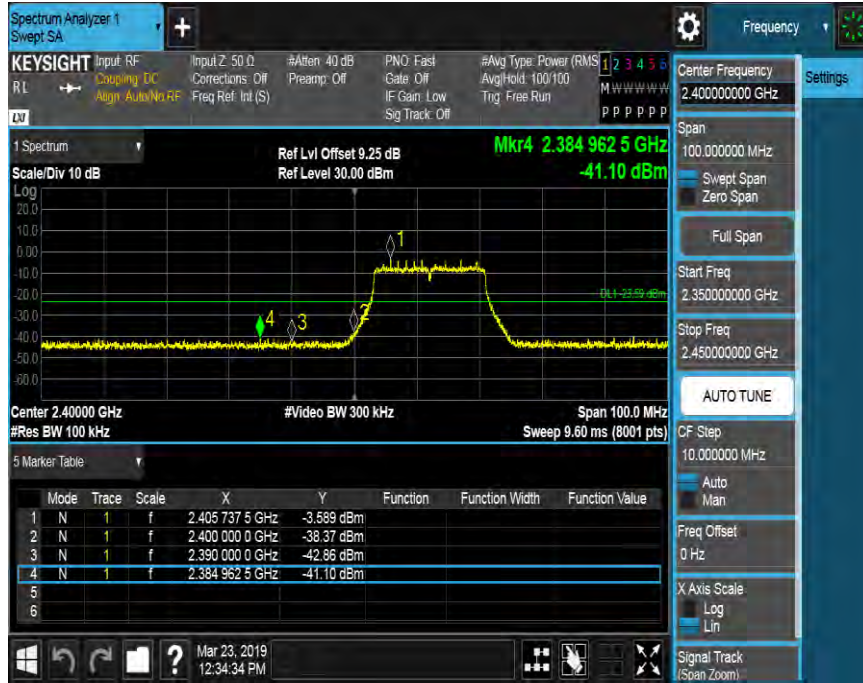 Spectrum Analyzer 1
Swept SA
+
Frequency
KEYSIGHT Input: RF Input Z: 50 Ω #Atten: 40 dB PNO: Fast #Avg Type: Power (RMS 1 2 3 4 5 6
RL Coupling: DC Corrections: Off Preamp: Off Gate: Off Avg|Hold: 100/100 M W W W W W
Align: Auto/No RF Freq Ref: Int (S) IF Gain: Low Trig: Free Run
LXI Sig Track: Off P P P P P P
1 Spectrum
Scale/Div 10 dB
Ref Lvl Offset 9.25 dB
Ref Level 30.00 dBm
Mkr4 2.384 962 5 GHz
-41.10 dBm
Log
20.0
10.0
0.00
-10.0
-20.0
-30.0
-40.0
-50.0
-60.0
1
2
3
4
DL1 -23.59 dBm
Center 2.40000 GHz #Video BW 300 kHz Span 100.0 MHz
#Res BW 100 kHz Sweep 9.60 ms (8001 pts)
5 Marker Table
Mode Trace Scale X Y Function Function Width Function Value
1 N 1 f 2.405 737 5 GHz -3.589 dBm
2 N 1 f 2.400 000 0 GHz -38.37 dBm
3 N 1 f 2.390 000 0 GHz -42.86 dBm
4 N 1 f 2.384 962 5 GHz -41.10 dBm
5
6
?
Mar 23, 2019
12:34:34 PM
Center Frequency
2.400000000 GHz
Settings
Span
100.000000 MHz
Swept Span
Zero Span
Full Span
Start Freq
2.350000000 GHz
Stop Freq
2.450000000 GHz
AUTO TUNE
CF Step
10.000000 MHz
Auto
Man
Freq Offset
0 Hz
X Axis Scale
Log
Lin
Signal Track
(Span Zoom)